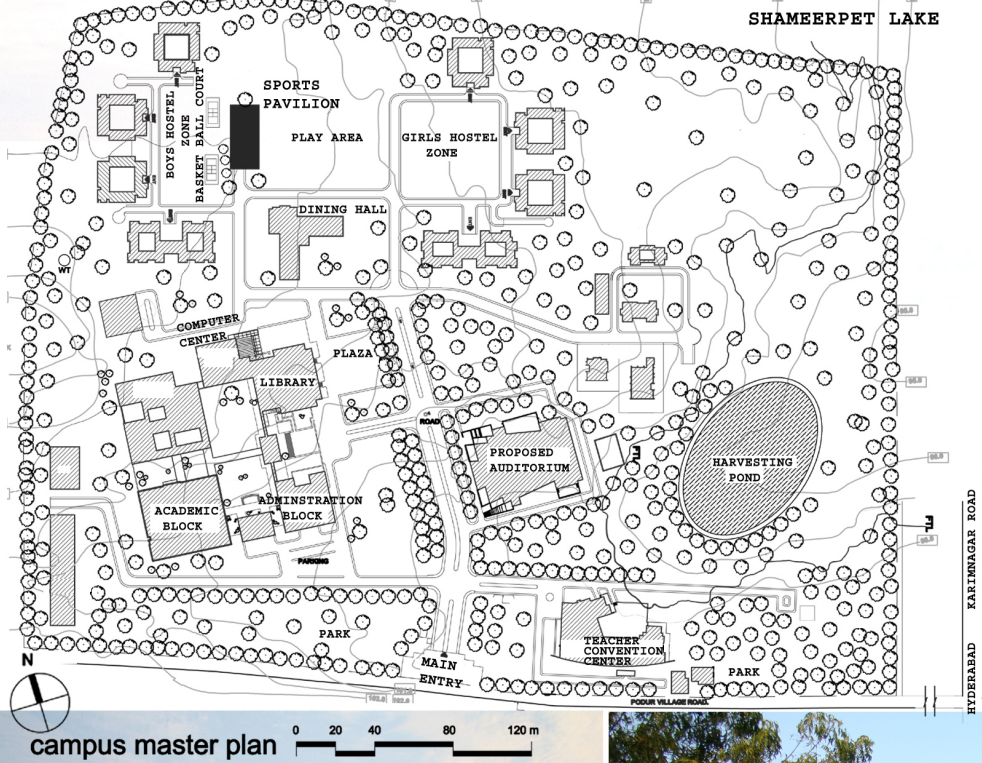 SHAMEERPET LAKE
SPORTS
PAVILION
PLAY AREA
BOYS HOSTEL
ZONE
BASKET BALL COURT
GIRLS HOSTEL
ZONE
DINING HALL
WT
COMPUTER
CENTER
PLAZA
LIBRARY
ROAD
PROPOSED
AUDITORIUM
FTL
HARVESTING
POND
FTL
ACADEMIC
BLOCK
ADMINSTRATION
BLOCK
PARKING
PARK
MAIN
ENTRY
TEACHER
CONVENTION
CENTER
PARK
PODUR VILLAGE ROAD.
HYDERABAD KARIMNAGAR ROAD
N
campus master plan
0 20 40 80 120 m